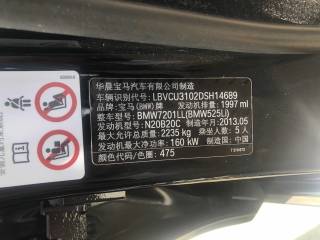 华晨宝马汽车有限公司制造
车辆识别代号：LBVCU3102DSH14689
品牌：宝马(BMW)牌 发动机排量：1997 ml
整车型号：BMW7201LL(BMW525Li)
发动机型号：N20B20C 制造年月：2013.05
最大允许总质量：2235 kg 乘坐人数：5 人
发动机最大净功率：160 kW 制造国：中国
颜色色圈：475